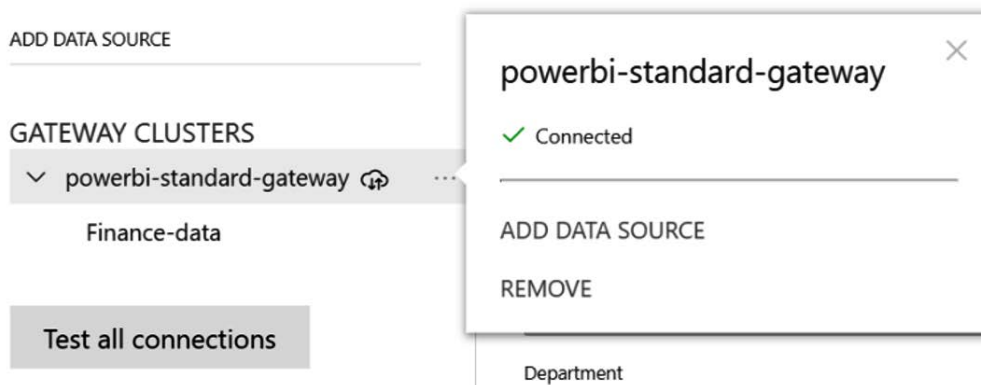 ADD DATA SOURCE
GATEWAY CLUSTERS
powerbi-standard-gateway
Finance-data
Test all connections
powerbi-standard-gateway
Connected
ADD DATA SOURCE
REMOVE
Department